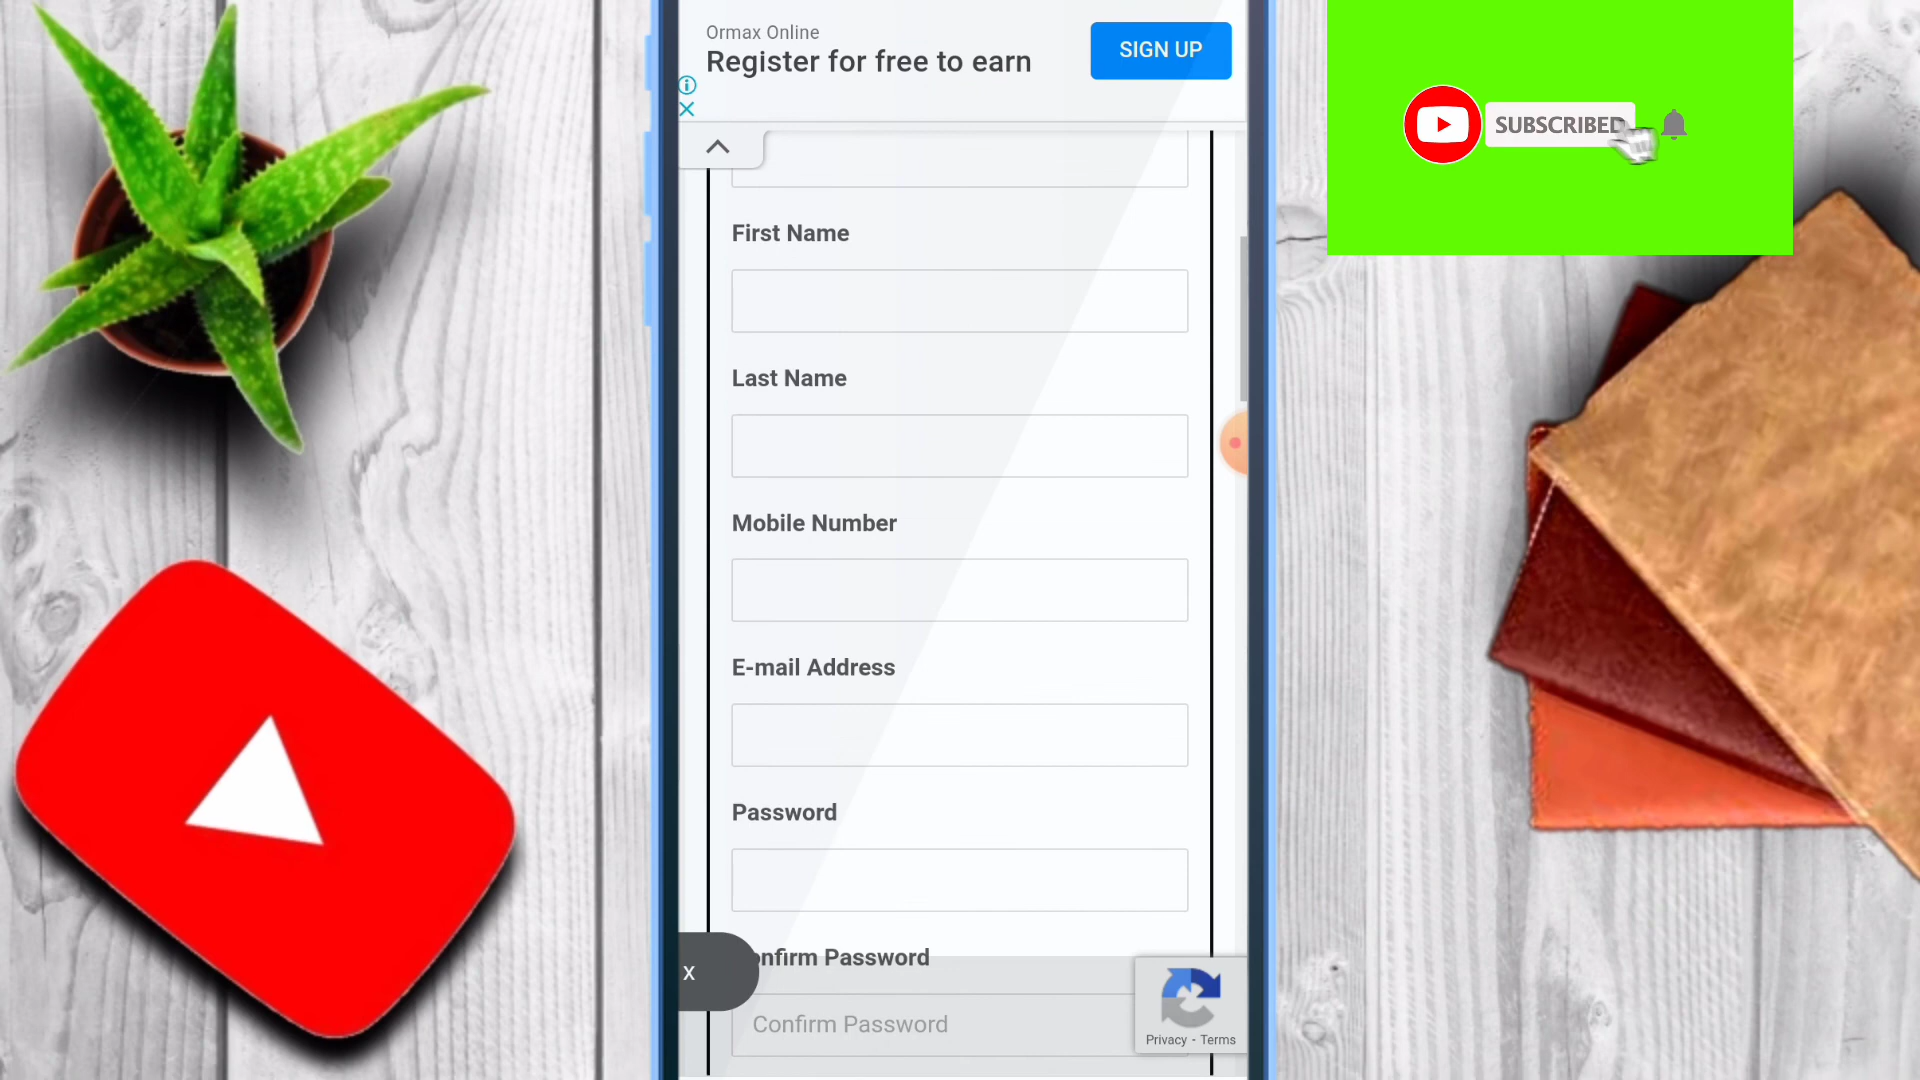 Ormax Online
Register for free to earn
SIGN UP
SUBSCRIBED
First Name
Last Name
Mobile Number
E-mail Address
Password
onfirm Password
X
Confirm Password
Privacy - Terms